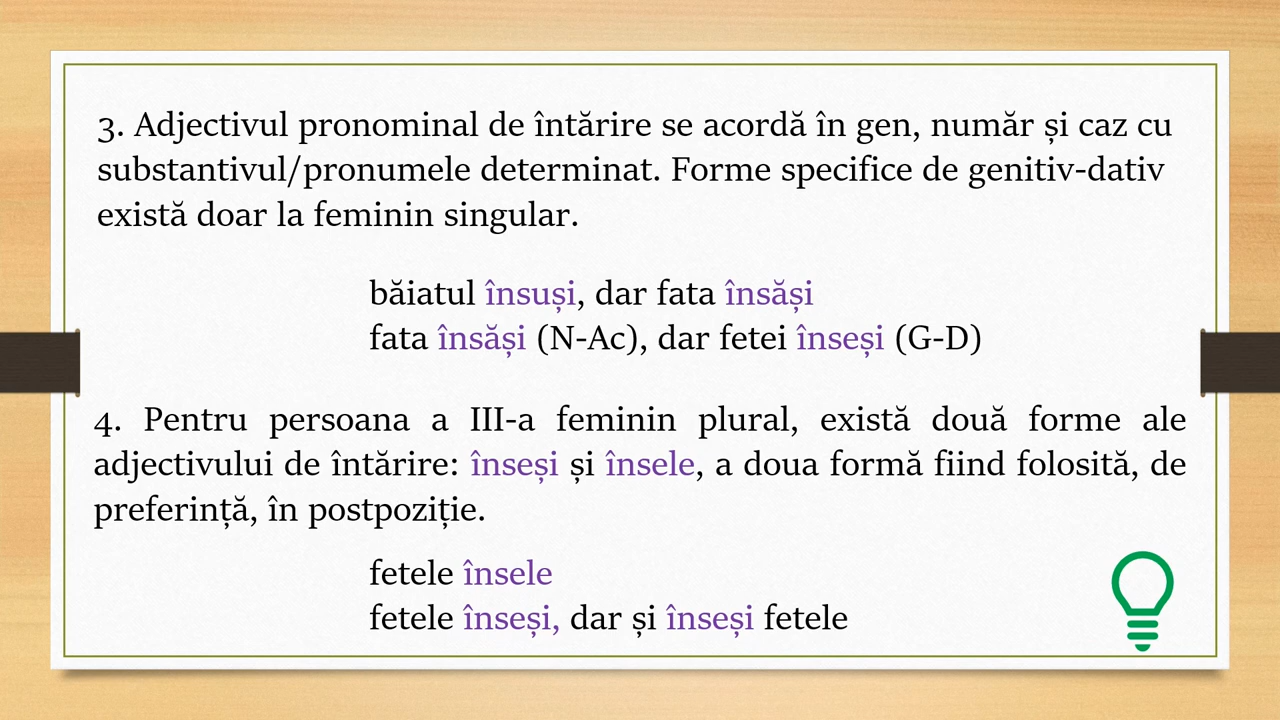 3. Adjectivul pronominal de întărire se acordă în gen, număr și caz cu
substantivul/pronumele determinat. Forme specifice de genitiv-dativ
există doar la feminin singular.
băiatul însuși, dar fata însăși
fata însăși (N-Ac), dar fetei înseși (G-D)
4. Pentru persoana a III-a feminin plural, există două forme ale
adjectivului de întărire: înseși și însele, a doua formă fiind folosită, de
preferință, în postpoziție.
fetele însele
fetele înseși, dar și înseși fetele